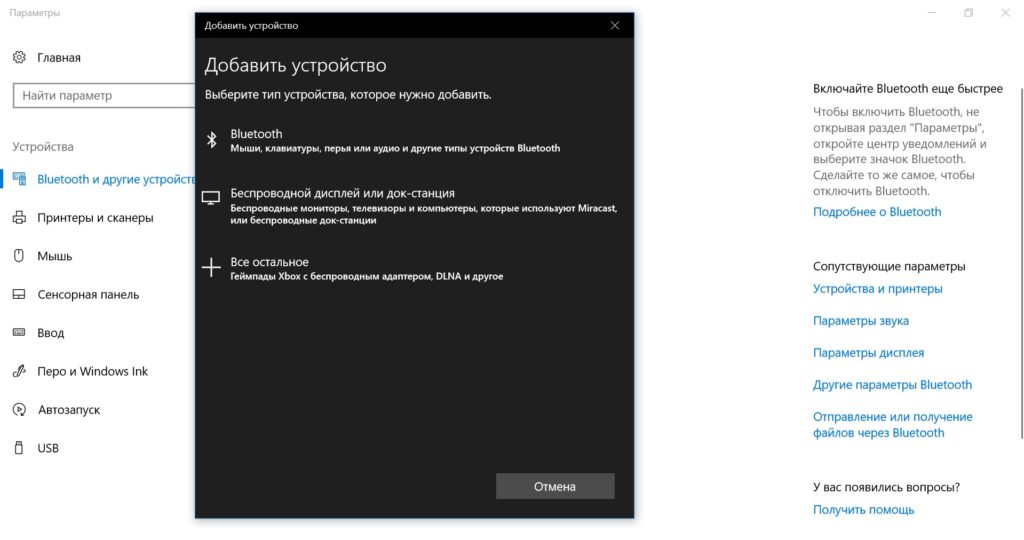 Параметры
Главная
Найти параметр
Устройства
Bluetooth и другие устройств
Принтеры и сканеры
Мышь
Сенсорная панель
Ввод
Перо и Windows Ink
Автозапуск
USB
Добавить устройство
Добавить устройство
Выберите тип устройства, которое нужно добавить.
Bluetooth
Мыши, клавиатуры, перья или аудио и другие типы устройств Bluetooth
Беспроводной дисплей или док-станция
Беспроводные мониторы, телевизоры и компьютеры, которые используют Miracast,
или беспроводные док-станции
Все остальное
Геймпады Xbox с беспроводным адаптером, DLNA и другое
Отмена
Включайте Bluetooth еще быстрее
Чтобы включить Bluetooth, не
открывая раздел "Параметры",
откройте центр уведомлений и
выберите значок Bluetooth.
Сделайте то же самое, чтобы
отключить Bluetooth.
Подробнее о Bluetooth
Сопутствующие параметры
Устройства и принтеры
Параметры звука
Параметры дисплея
Другие параметры Bluetooth
Отправление или получение
файлов через Bluetooth
У вас появились вопросы?
Получить помощь